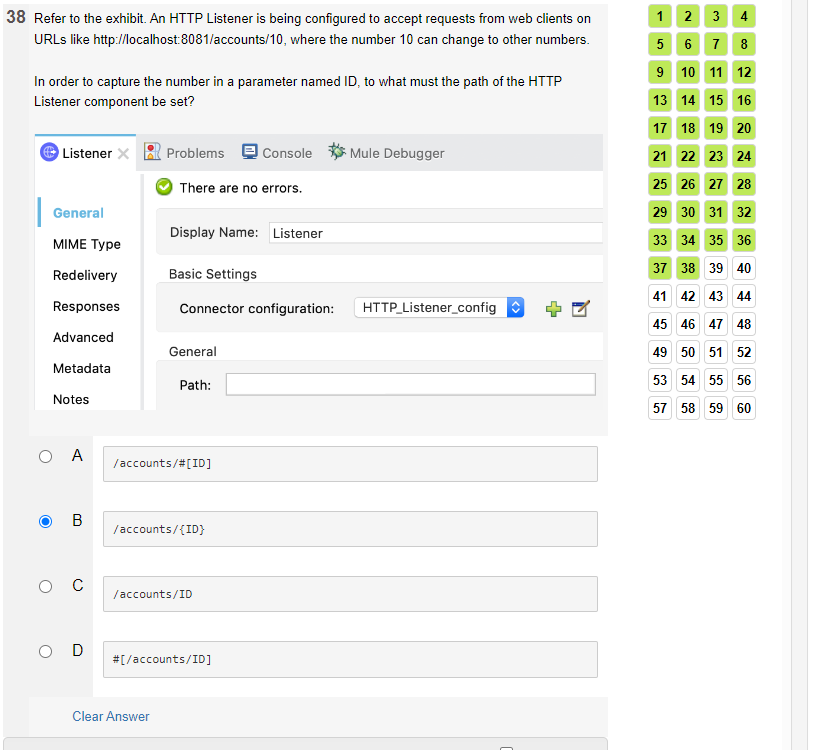 38 Refer to the exhibit. An HTTP Listener is being configured to accept requests from web clients on
URLs like http://localhost:8081/accounts/10, where the number 10 can change to other numbers.
In order to capture the number in a parameter named ID, to what must the path of the HTTP
Listener component be set?
Listener Problems Console Mule Debugger
There are no errors.
General
MIME Type
Redelivery
Responses
Advanced
Metadata
Notes
Display Name: Listener
Basic Settings
Connector configuration: HTTP_Listener_config
General
Path:
A /accounts/#[ID]
B /accounts/{ID}
C /accounts/ID
D #[/accounts/ID]
Clear Answer
1 2 3 4
5 6 7 8
9 10 11 12
13 14 15 16
17 18 19 20
21 22 23 24
25 26 27 28
29 30 31 32
33 34 35 36
37 38 39 40
41 42 43 44
45 46 47 48
49 50 51 52
53 54 55 56
57 58 59 60